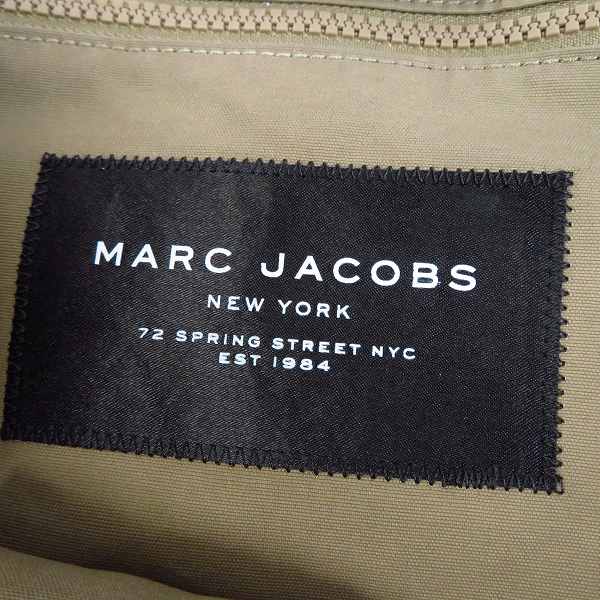 MARC JACOBS
NEW YORK
72 SPRING STREET NYC
EST 1984